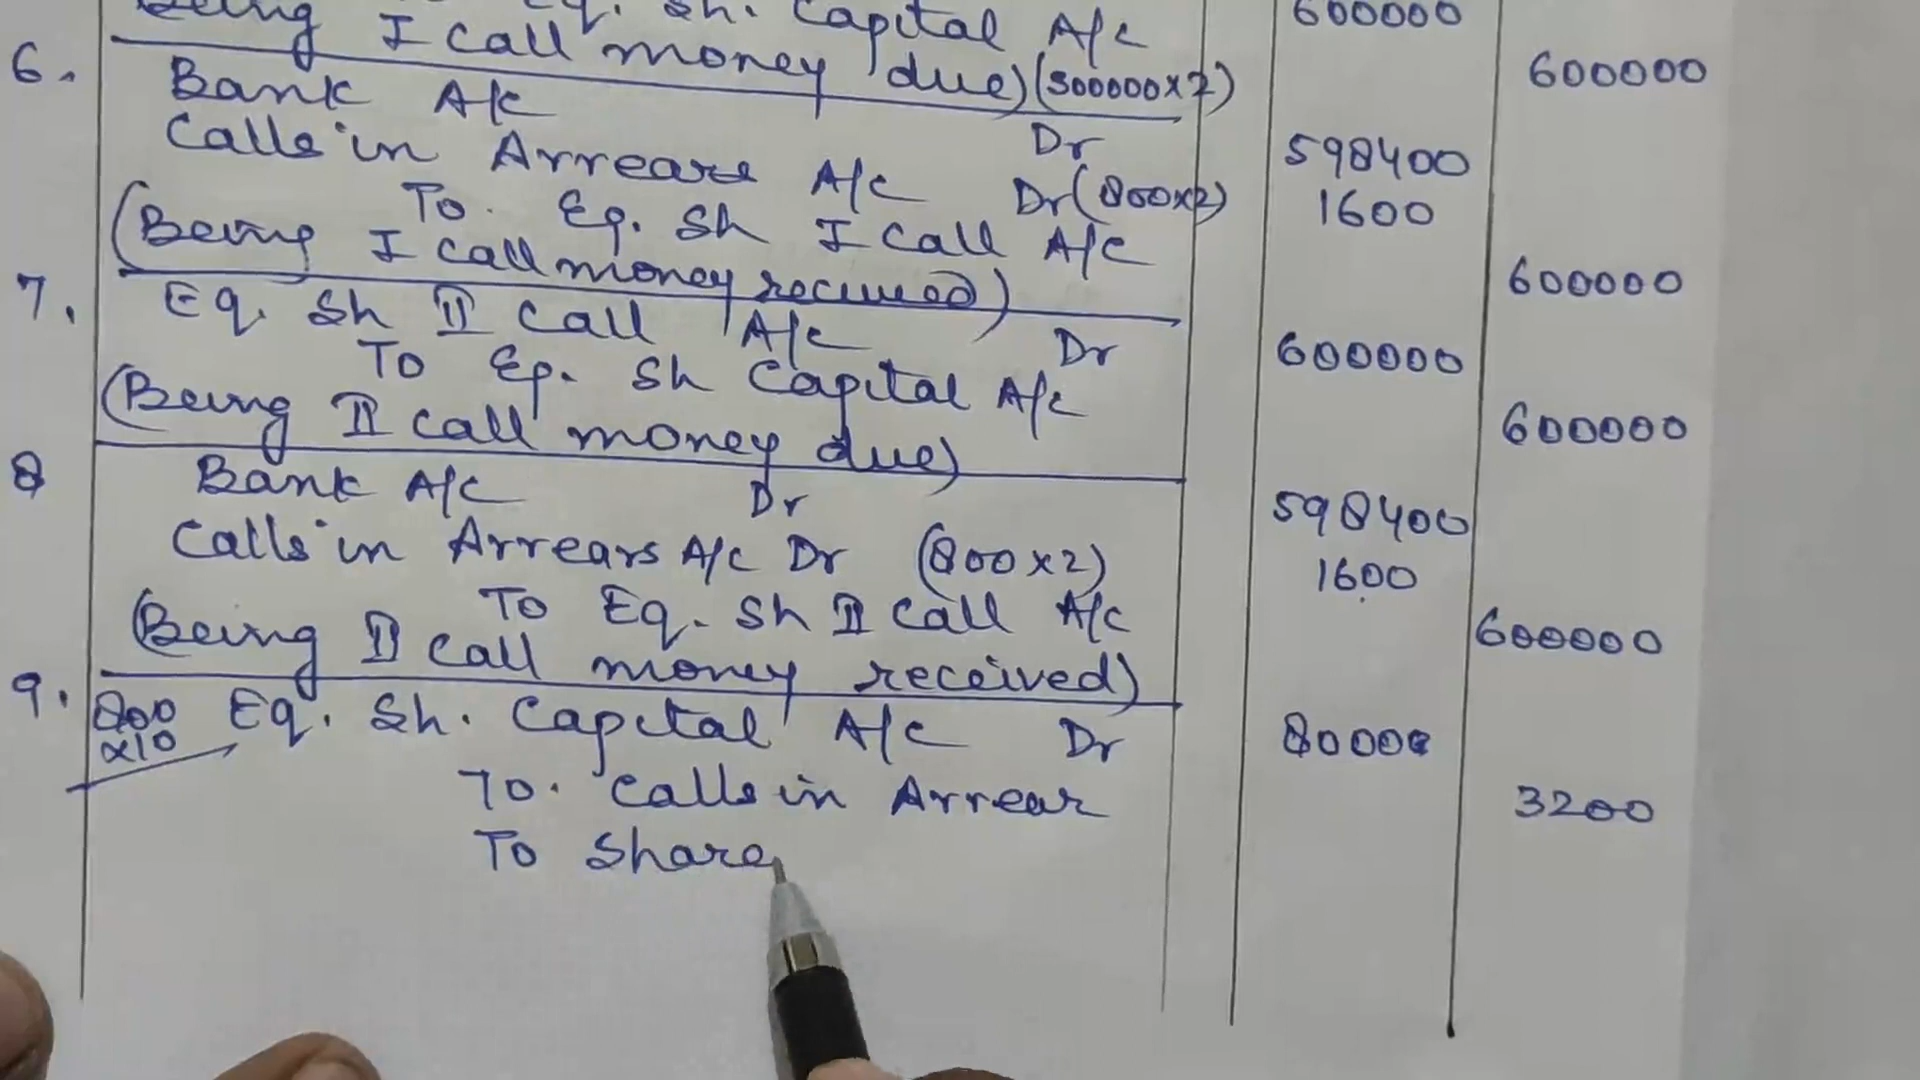 Being Eq. Sh. Capital A/c 600000
I call money due) (300000x2) 600000
6. Bank A/c Dr 598400
Calls in Arrears A/c Dr (800x2) 1600
To. Eq. Sh I call A/c 600000
(Being I call money received)
7. Eq. Sh II call A/c Dr 600000
To Eq. Sh Capital A/c 600000
(Being II call money due)
8 Bank A/c Dr 598400
Calls in Arrears A/c Dr (800x2) 1600
To Eq. Sh II call A/c 600000
(Being II call money received)
9. 800 x10 Eq. Sh. Capital A/c Dr 80000
To. Calls in Arrear 3200
To Share